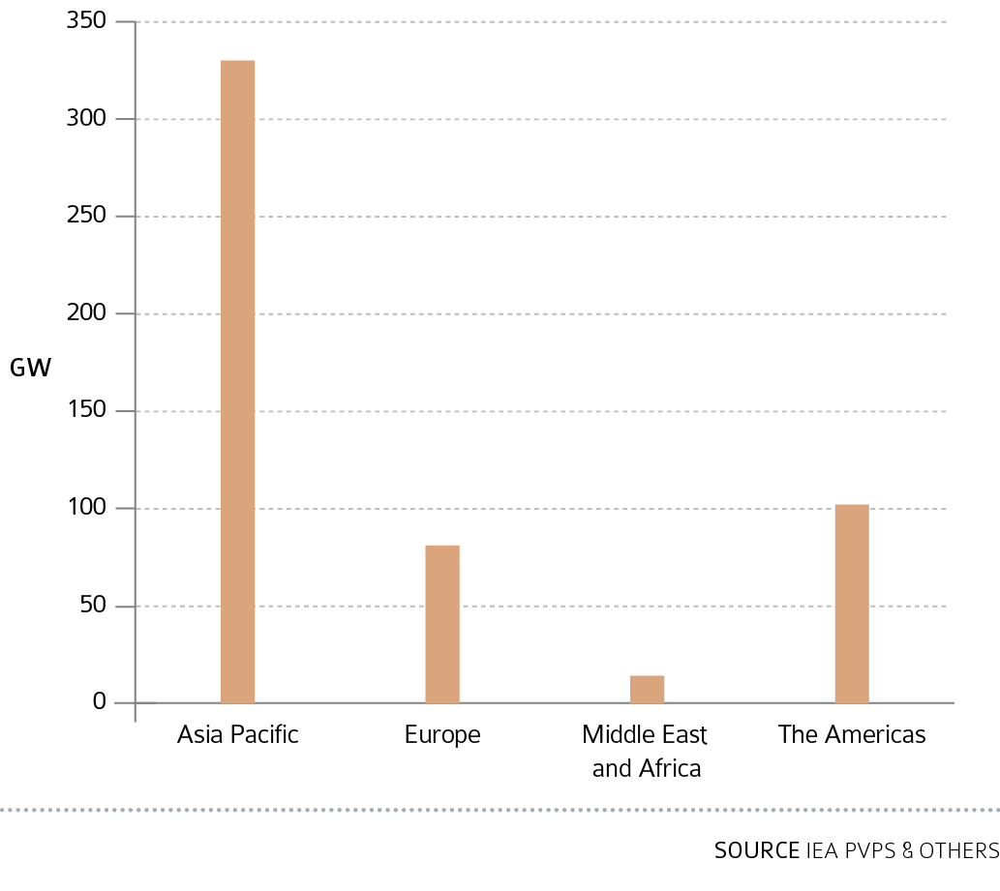 350
300
250
200
GW
150
100
50
0
Asia Pacific
Europe
Middle East
and Africa
The Americas
SOURCE IEA PVPS & OTHERS